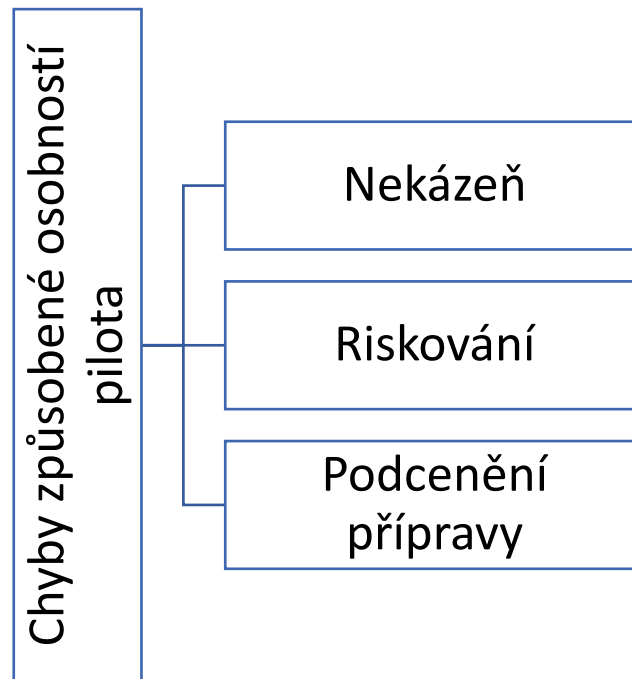 Chyby způsobené osobností
pilota
Nekázeň
Riskování
Podcenění
přípravy